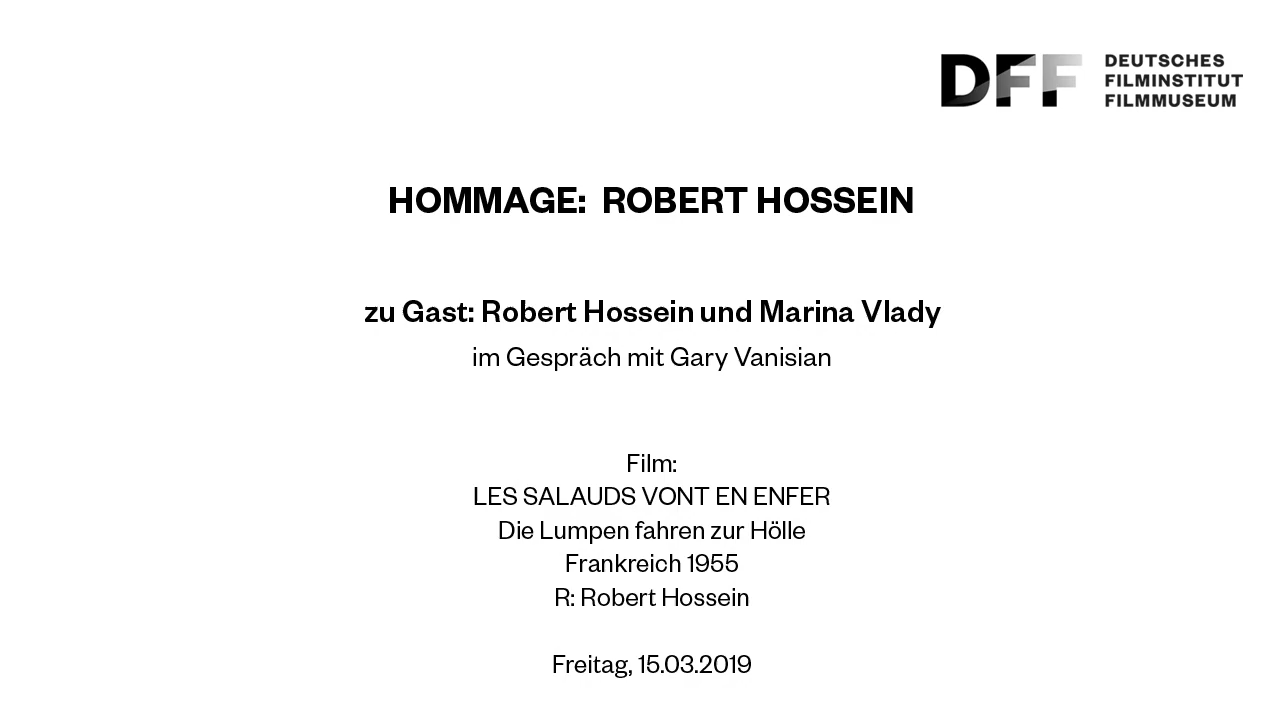 DFF
DEUTSCHES
FILMINSTITUT
FILMMUSEUM
HOMMAGE: ROBERT HOSSEIN
zu Gast: Robert Hossein und Marina Vlady
im Gespräch mit Gary Vanisian
Film:
LES SALAUDS VONT EN ENFER
Die Lumpen fahren zur Hölle
Frankreich 1955
R: Robert Hossein
Freitag, 15.03.2019